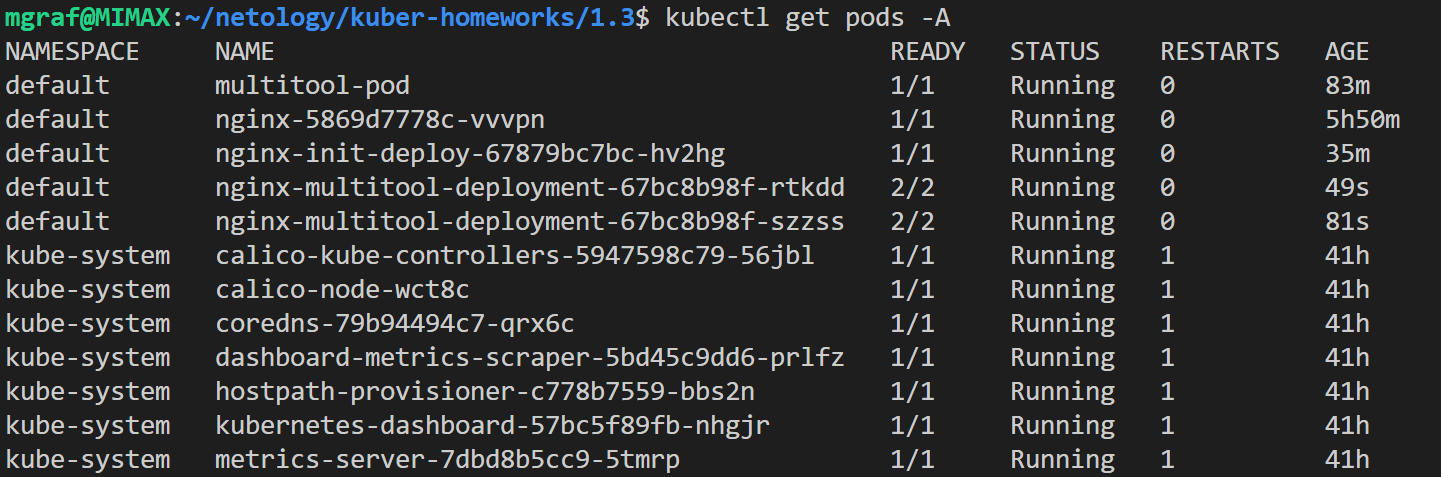 mgraf@MIMAX:~/netology/kuber-homeworks/1.3$ kubectl get pods -A
NAMESPACE     NAME                                         READY   STATUS    RESTARTS   AGE
default       multitool-pod                                1/1     Running   0          83m
default       nginx-5869d7778c-vvvpn                       1/1     Running   0          5h50m
default       nginx-init-deploy-67879bc7bc-hv2hg           1/1     Running   0          35m
default       nginx-multitool-deployment-67bc8b98f-rtkdd   2/2     Running   0          49s
default       nginx-multitool-deployment-67bc8b98f-szzss   2/2     Running   0          81s
kube-system   calico-kube-controllers-5947598c79-56jbl     1/1     Running   1          41h
kube-system   calico-node-wct8c                            1/1     Running   1          41h
kube-system   coredns-79b94494c7-qrx6c                     1/1     Running   1          41h
kube-system   dashboard-metrics-scraper-5bd45c9dd6-prlfz   1/1     Running   1          41h
kube-system   hostpath-provisioner-c778b7559-bbs2n         1/1     Running   1          41h
kube-system   kubernetes-dashboard-57bc5f89fb-nhgjr        1/1     Running   1          41h
kube-system   metrics-server-7dbd8b5cc9-5tmrp              1/1     Running   1          41h